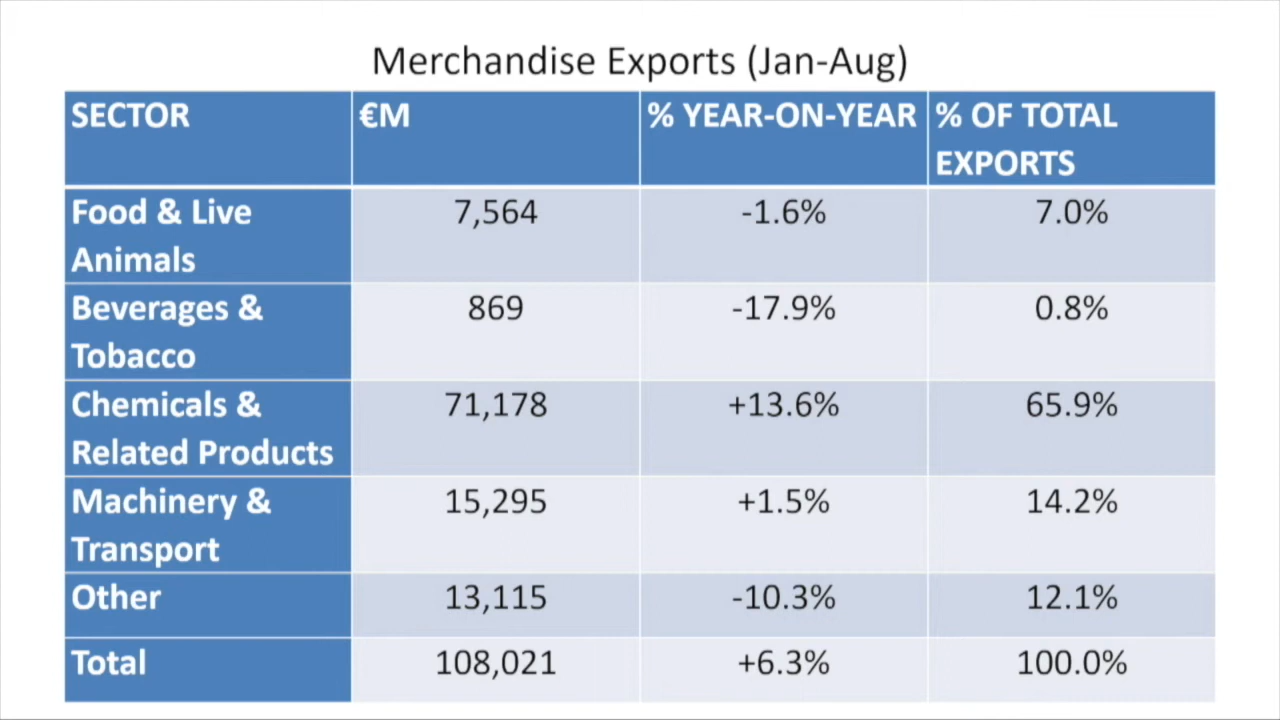 Merchandise Exports (Jan-Aug)
SECTOR €M % YEAR-ON-YEAR % OF TOTAL
EXPORTS
Food & Live 7,564 -1.6% 7.0%
Animals
Beverages & 869 -17.9% 0.8%
Tobacco
Chemicals & 71,178 +13.6% 65.9%
Related Products
Machinery & 15,295 +1.5% 14.2%
Transport
Other 13,115 -10.3% 12.1%
Total 108,021 +6.3% 100.0%